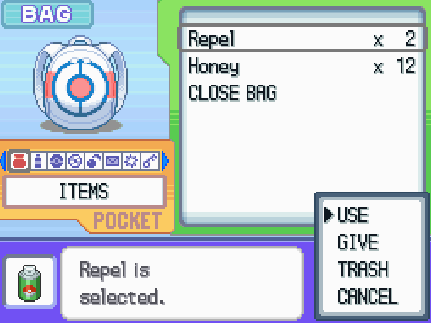 BAG
Repel x 2
Honey x 12
CLOSE BAG
ITEMS
POCKET
Repel is
selected.
USE
GIVE
TRASH
CANCEL